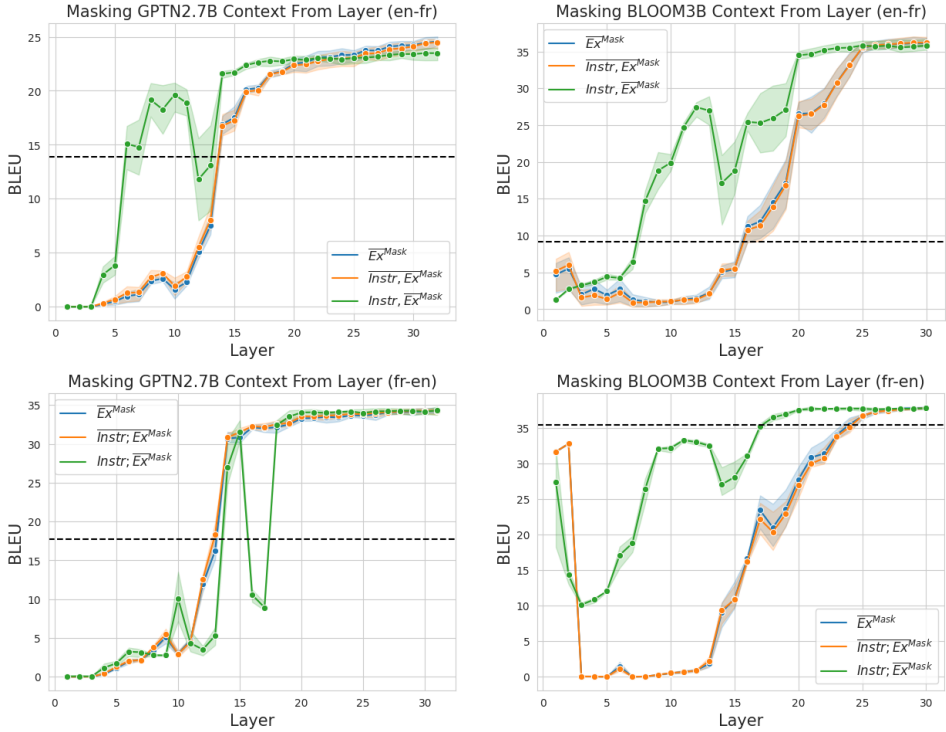 Masking GPTN2.7B Context From Layer (en-fr)
BLEU
25
20
15
10
5
0
0 5 10 15 20 25 30
Layer
Ex^Mask
Instr, Ex^Mask
Instr, Ex^Mask
Masking BLOOM3B Context From Layer (en-fr)
BLEU
35
30
25
20
15
10
5
0
0 5 10 15 20 25 30
Layer
Ex^Mask
Instr, Ex^Mask
Instr, Ex^Mask
Masking GPTN2.7B Context From Layer (fr-en)
BLEU
35
30
25
20
15
10
5
0
0 5 10 15 20 25 30
Layer
Ex^Mask
Instr; Ex^Mask
Instr; Ex^Mask
Masking BLOOM3B Context From Layer (fr-en)
BLEU
35
30
25
20
15
10
5
0
0 5 10 15 20 25 30
Layer
Ex^Mask
Instr; Ex^Mask
Instr; Ex^Mask